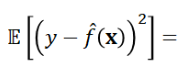 𝔼[(y − f̂(𝐱))²] =